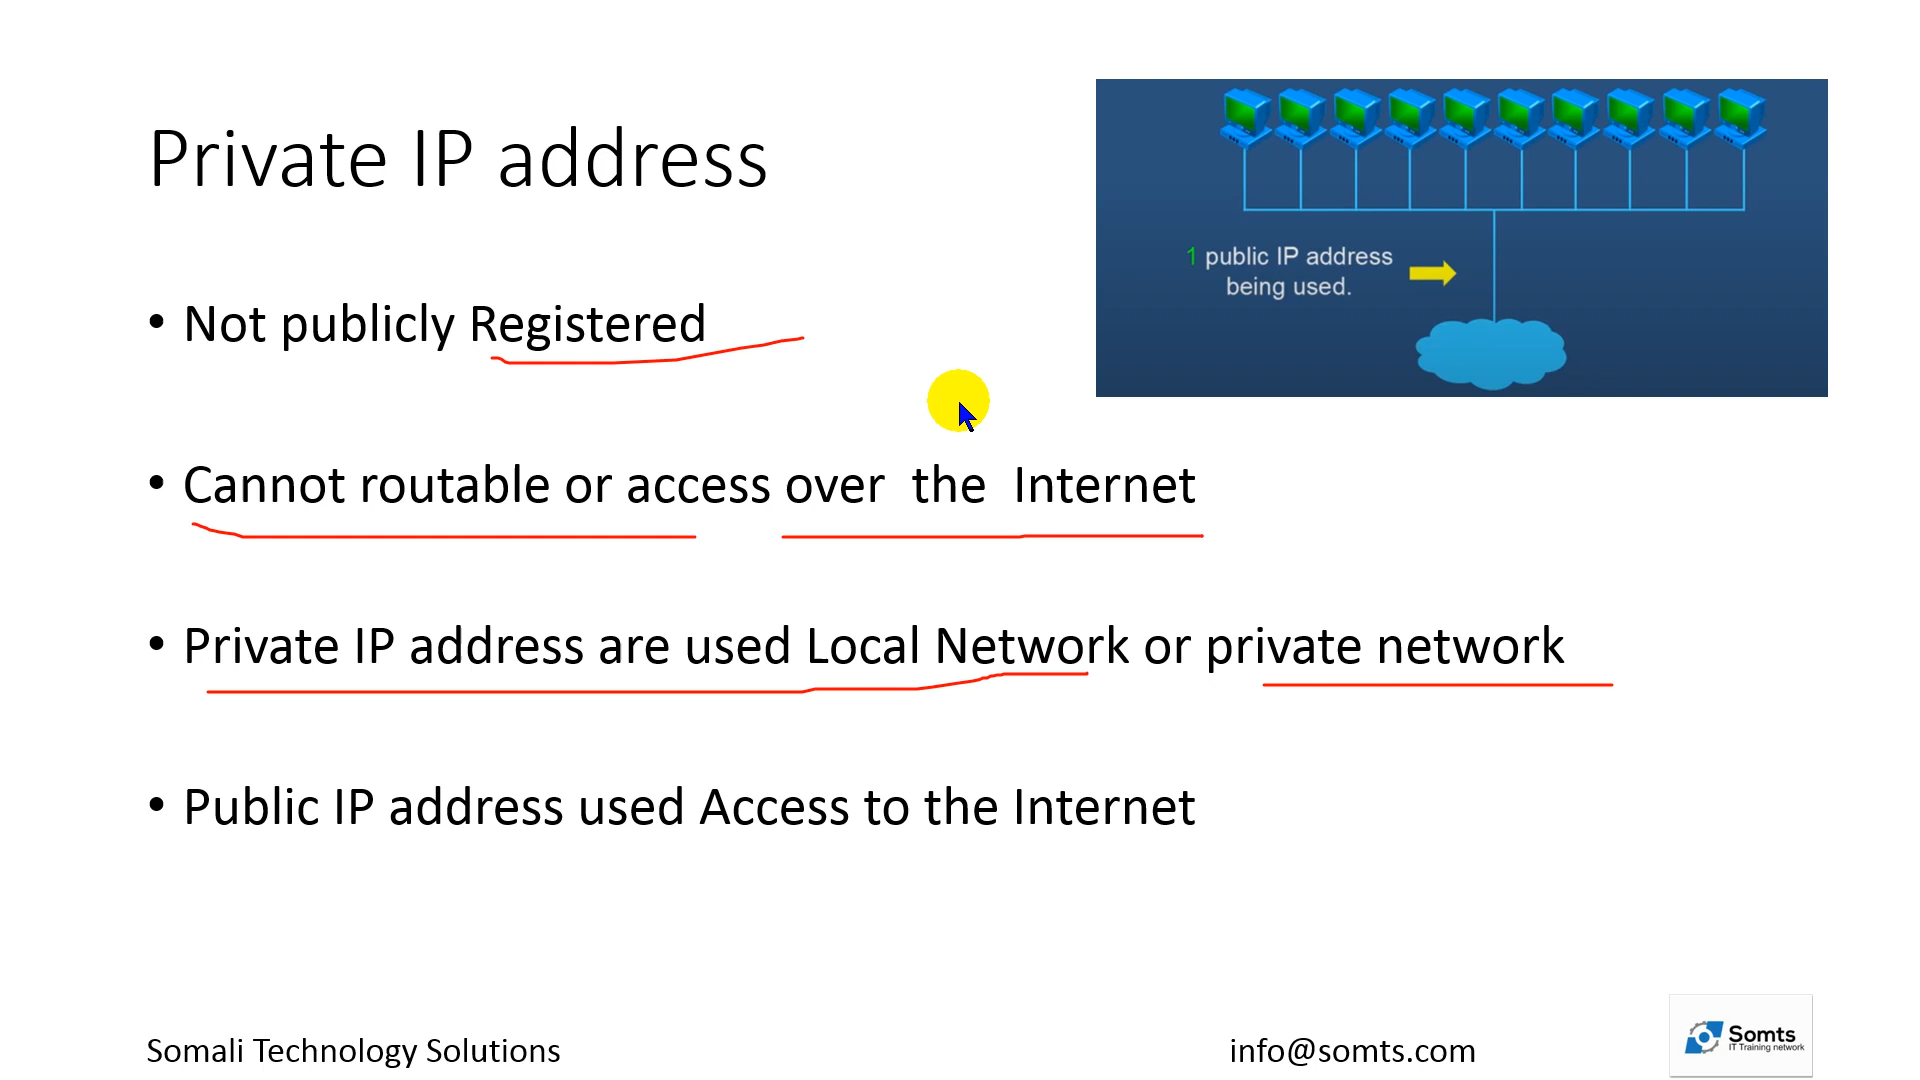 Private IP address
1 public IP address
being used.
• Not publicly Registered
• Cannot routable or access over the Internet
• Private IP address are used Local Network or private network
• Public IP address used Access to the Internet
Somali Technology Solutions
info@somts.com
Somts
IT Training network